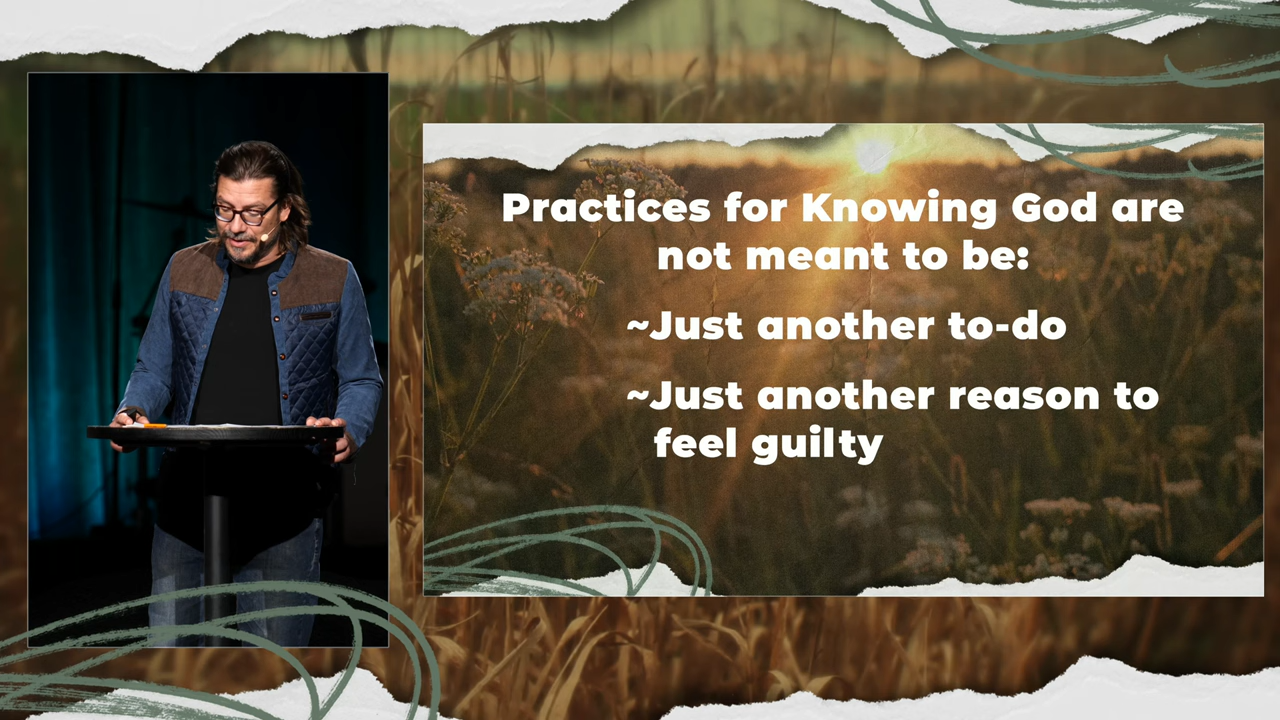 Practices for Knowing God are
not meant to be:
~Just another to-do
~Just another reason to
feel guilty